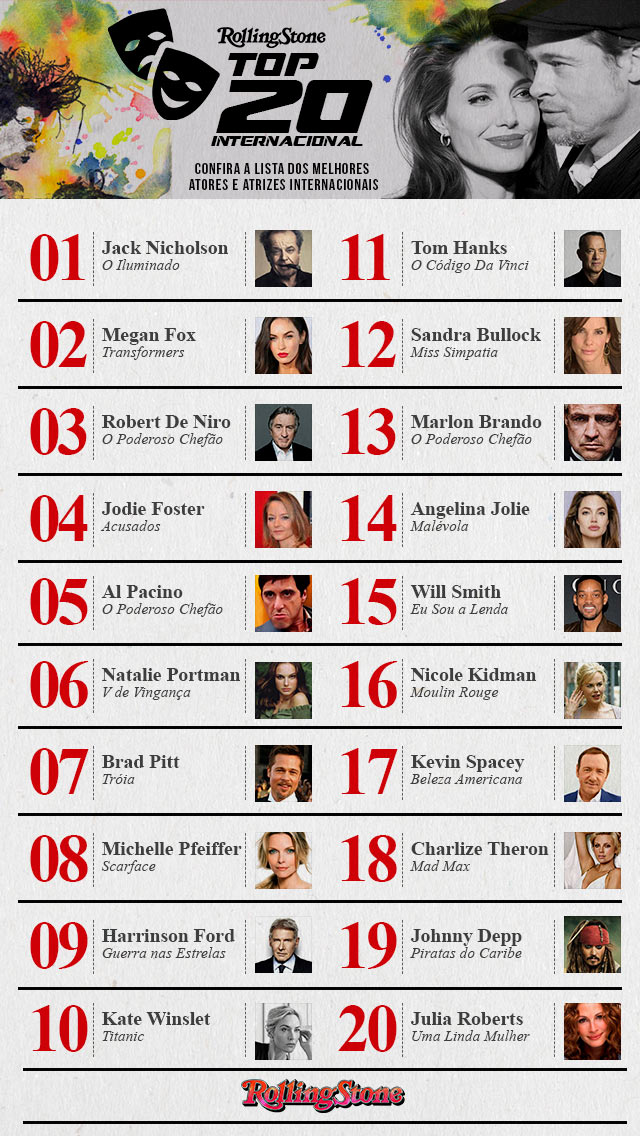 RollingStone
TOP
20
INTERNACIONAL
CONFIRA A LISTA DOS MELHORES
ATORES E ATRIZES INTERNACIONAIS
01
Jack Nicholson
O Iluminado
02
Megan Fox
Transformers
03
Robert De Niro
O Poderoso Chefão
04
Jodie Foster
Acusados
05
Al Pacino
O Poderoso Chefão
06
Natalie Portman
V de Vingança
07
Brad Pitt
Tróia
08
Michelle Pfeiffer
Scarface
09
Harrinson Ford
Guerra nas Estrelas
10
Kate Winslet
Titanic
11
Tom Hanks
O Código Da Vinci
12
Sandra Bullock
Miss Simpatia
13
Marlon Brando
O Poderoso Chefão
14
Angelina Jolie
Malévola
15
Will Smith
Eu Sou a Lenda
16
Nicole Kidman
Moulin Rouge
17
Kevin Spacey
Beleza Americana
18
Charlize Theron
Mad Max
19
Johnny Depp
Piratas do Caribe
20
Julia Roberts
Uma Linda Mulher
RollingStone